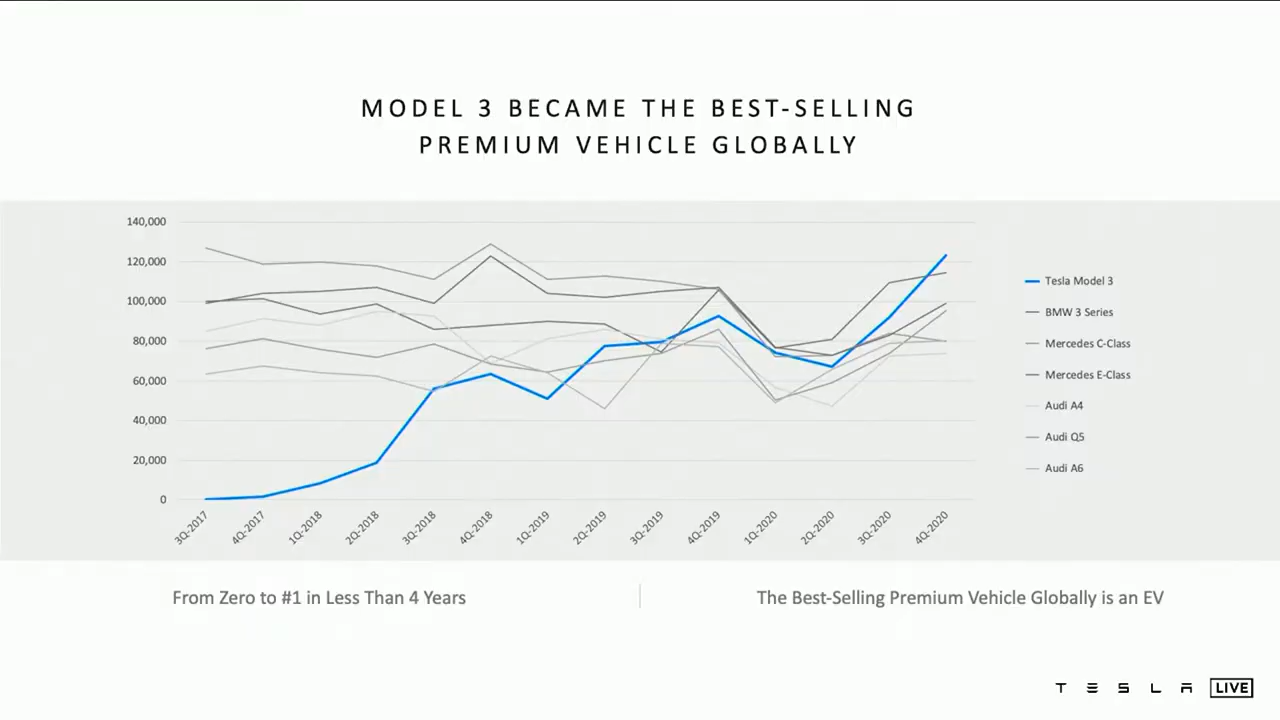 MODEL 3 BECAME THE BEST-SELLING
PREMIUM VEHICLE GLOBALLY
140,000
120,000
100,000
80,000
60,000
40,000
20,000
0
3Q-2017
4Q-2017
1Q-2018
2Q-2018
3Q-2018
4Q-2018
1Q-2019
2Q-2019
3Q-2019
4Q-2019
1Q-2020
2Q-2020
3Q-2020
4Q-2020
Tesla Model 3
BMW 3 Series
Mercedes C-Class
Mercedes E-Class
Audi A4
Audi Q5
Audi A6
From Zero to #1 in Less Than 4 Years
The Best-Selling Premium Vehicle Globally is an EV
TESLA LIVE